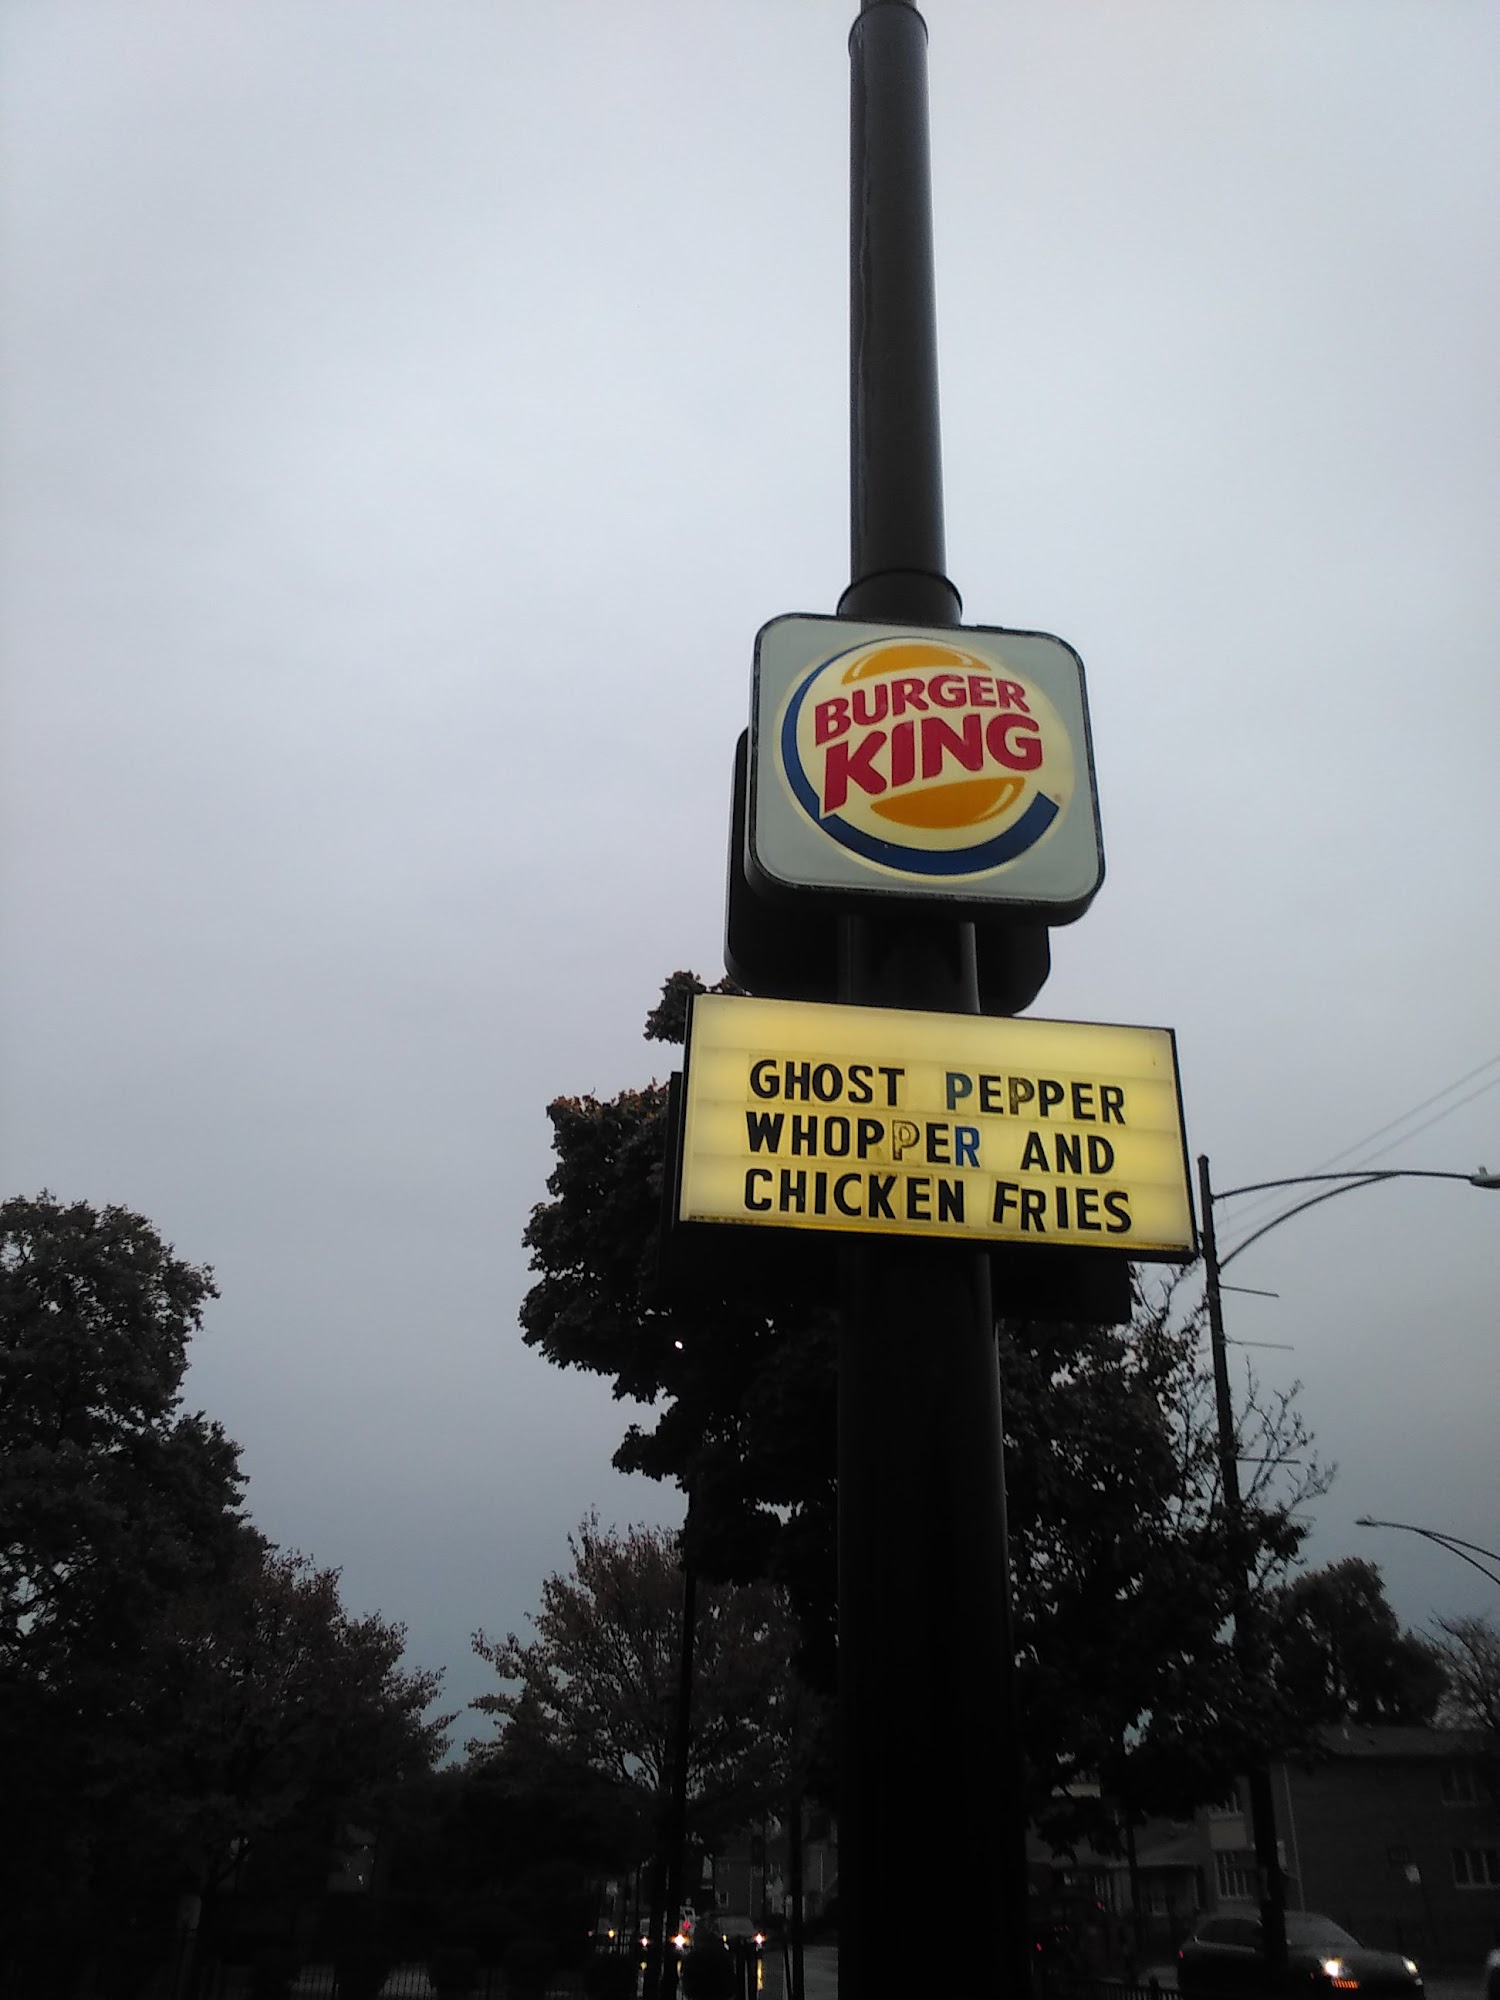 BURGER
KING
GHOST PEPPER
WHOPPER AND
CHICKEN FRIES